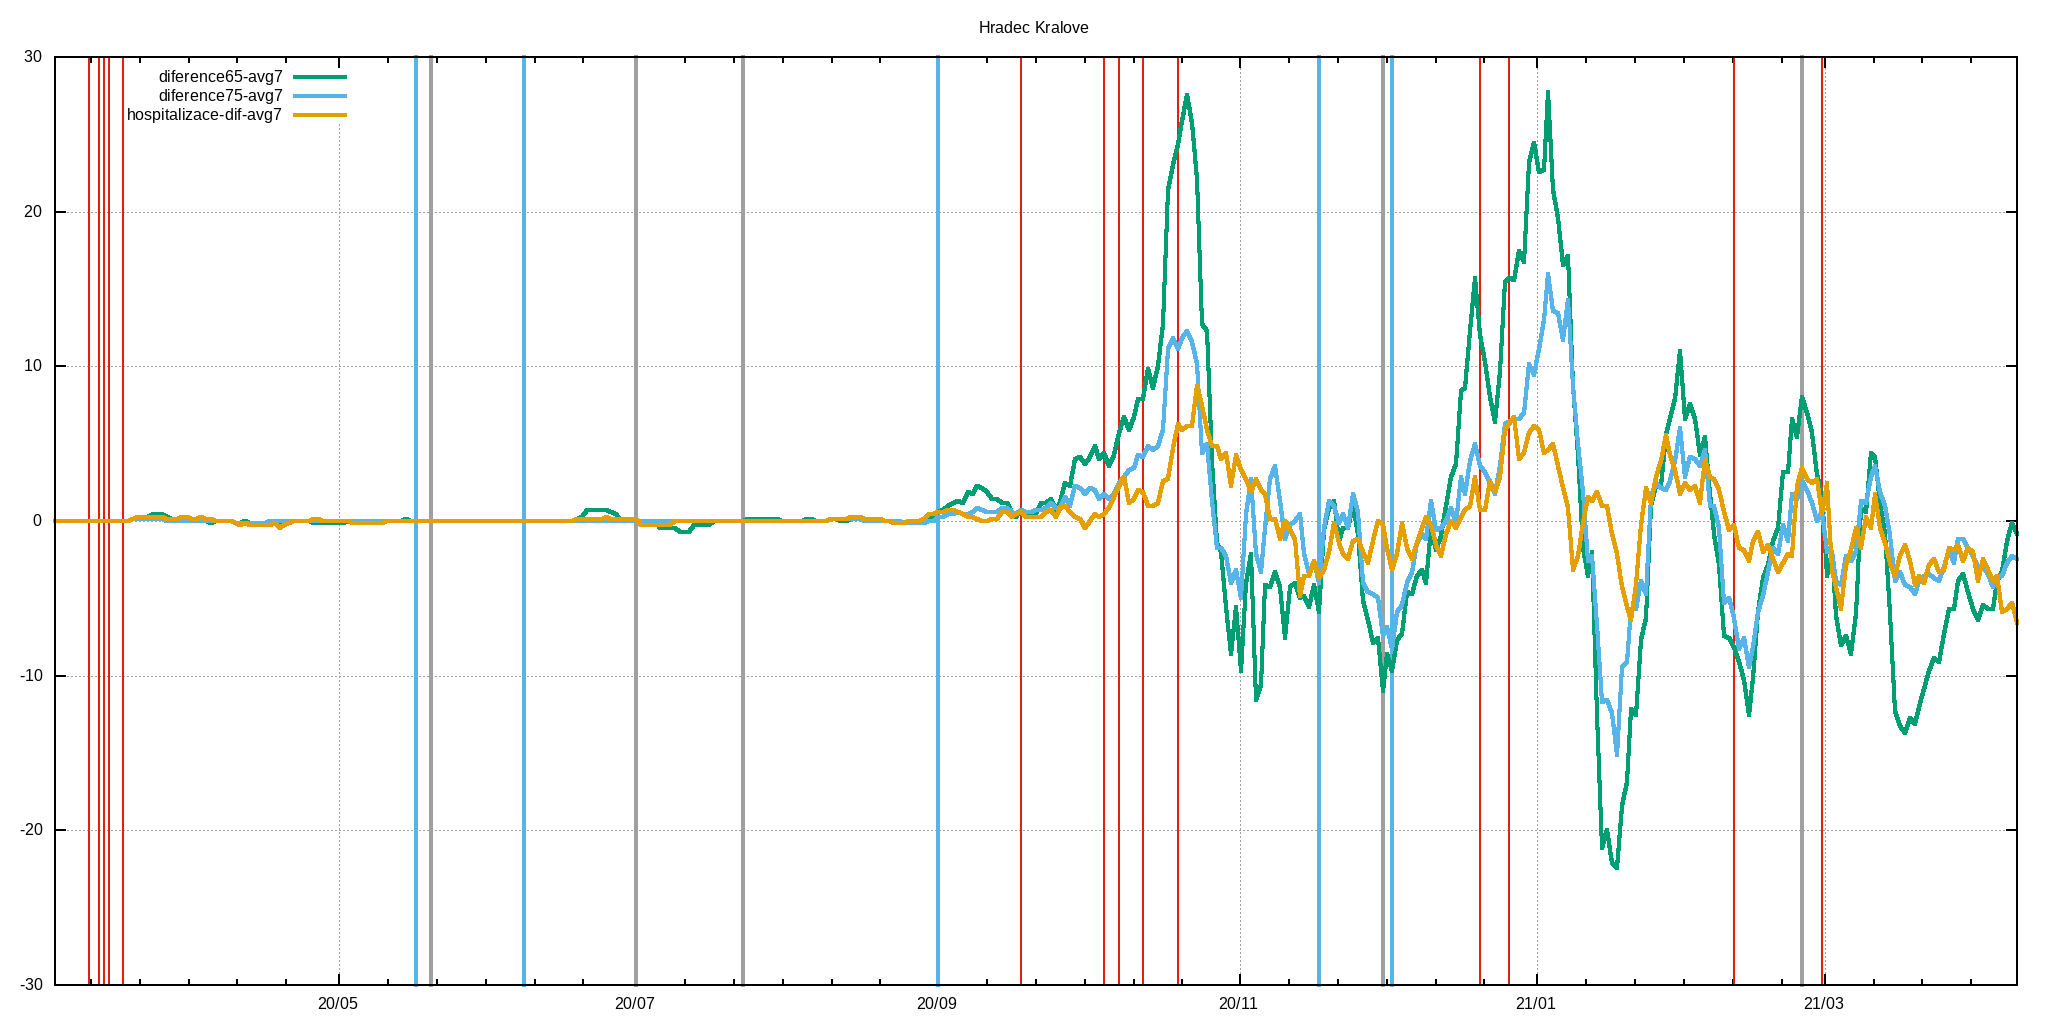 Hradec Kralove
diference65-avg7
diference75-avg7
hospitalizace-dif-avg7
30
20
10
0
-10
-20
-30
20/05 20/07 20/09 20/11 21/01 21/03